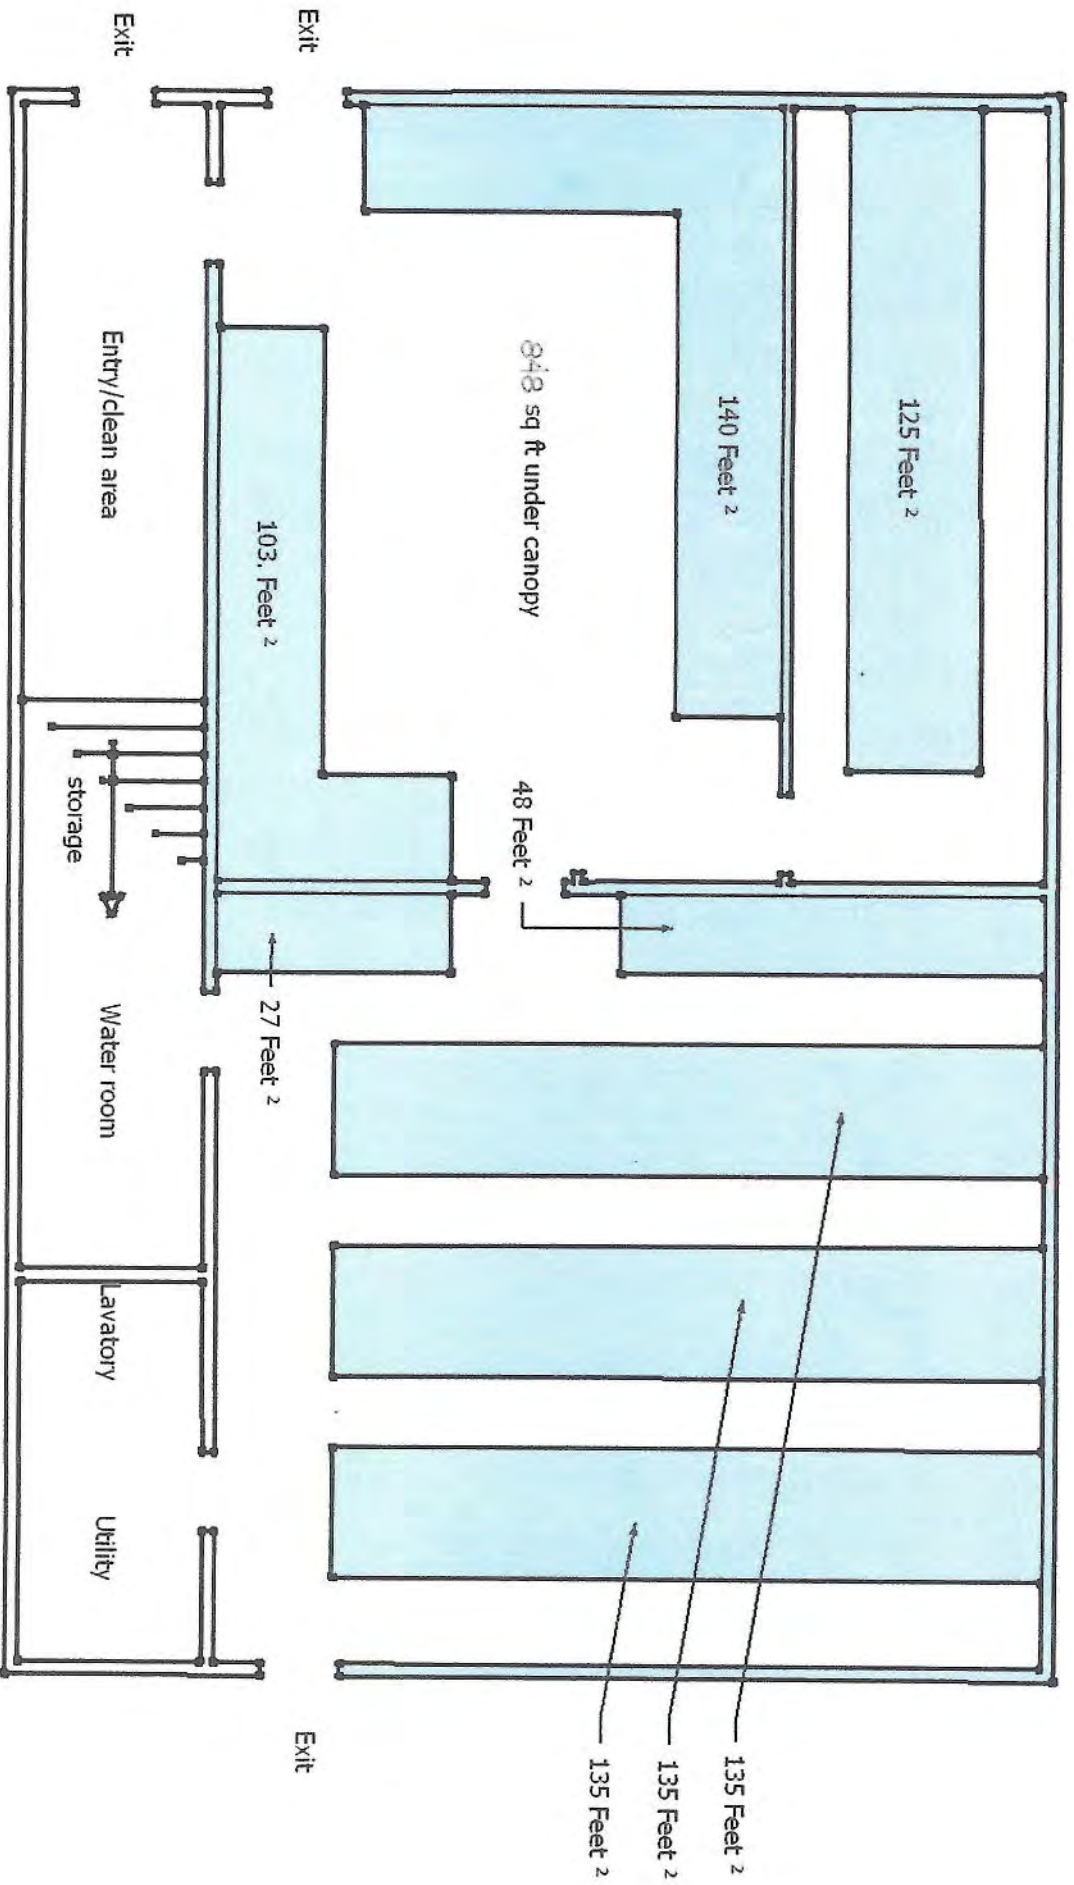 125 Feet ²
140 Feet ²
135 Feet ²
135 Feet ²
135 Feet ²
848 sq ft under canopy
48 Feet ²
Exit
Exit
103. Feet ²
27 Feet ²
Exit
Entry/clean area
storage
Water room
Lavatory
Utility